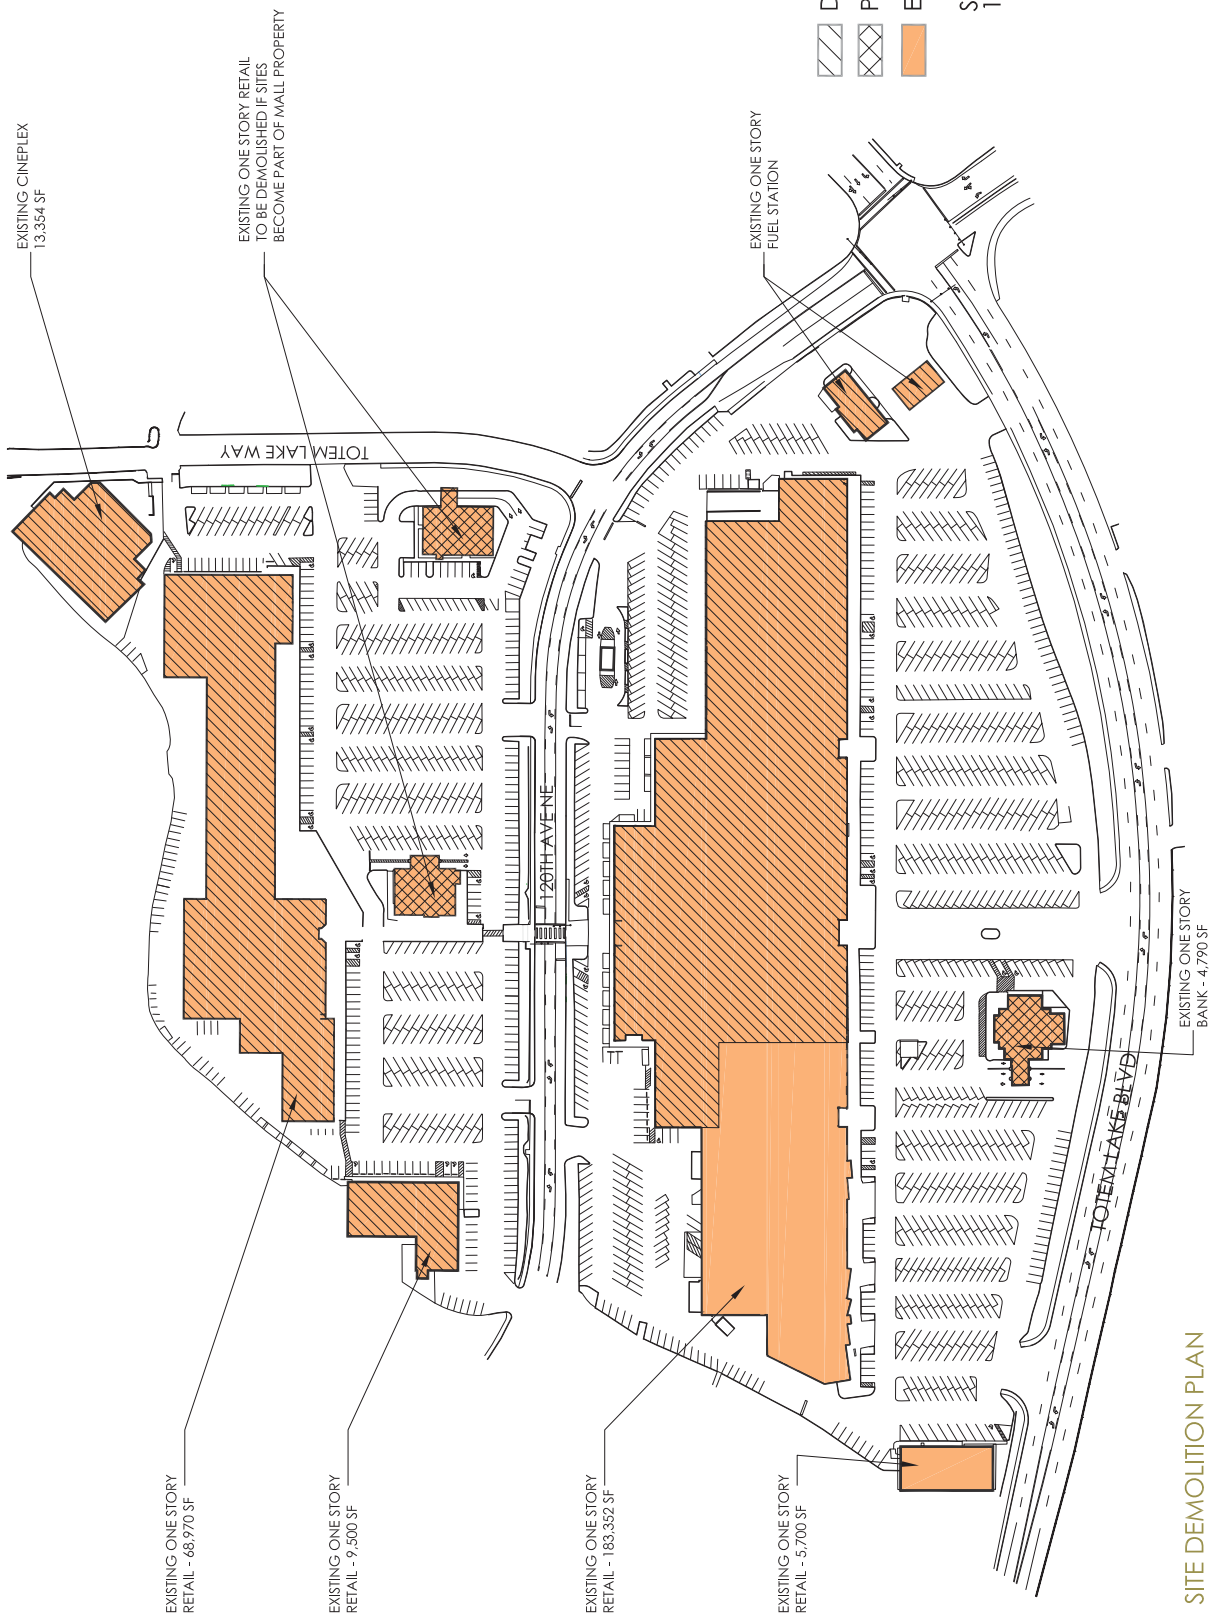 EXISTING CINEPLEX
13,354 SF
EXISTING ONE STORY RETAIL
TO BE DEMOLISHED IF SITES
BECOME PART OF MALL PROPERTY
EXISTING ONE STORY
FUEL STATION
TOTEM LAKE WAY
120TH AVE NE
TOTEM LAKE BLVD
EXISTING ONE STORY
BANK - 4,790 SF
EXISTING ONE STORY
RETAIL - 68,970 SF
EXISTING ONE STORY
RETAIL - 9,500 SF
EXISTING ONE STORY
RETAIL - 183,352 SF
EXISTING ONE STORY
RETAIL - 5,700 SF
D
P
E
S
1
SITE DEMOLITION PLAN